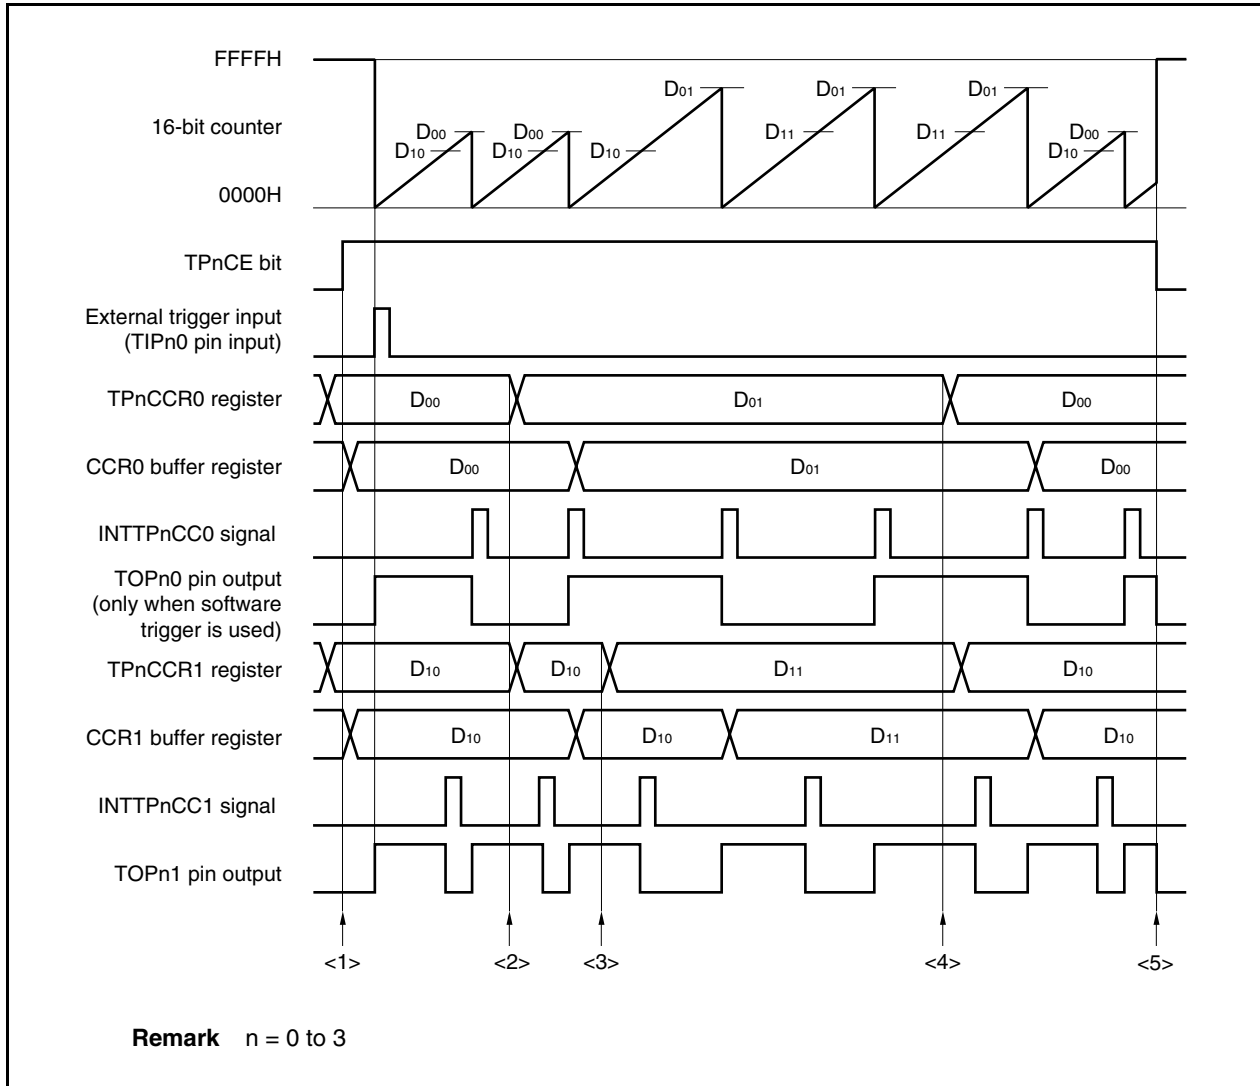 FFFFH
D01 D01 D01
16-bit counter
D00 D00 D11 D11 D00
D10 D10 D10 D10
0000H
TPnCE bit
External trigger input
(TIPn0 pin input)
TPnCCR0 register D00 D01 D00
CCR0 buffer register D00 D01 D00
INTTPnCC0 signal
TOPn0 pin output
(only when software
trigger is used)
TPnCCR1 register D10 D10 D11 D10
CCR1 buffer register D10 D10 D11 D10
INTTPnCC1 signal
TOPn1 pin output
<1> <2> <3> <4> <5>
Remark n = 0 to 3